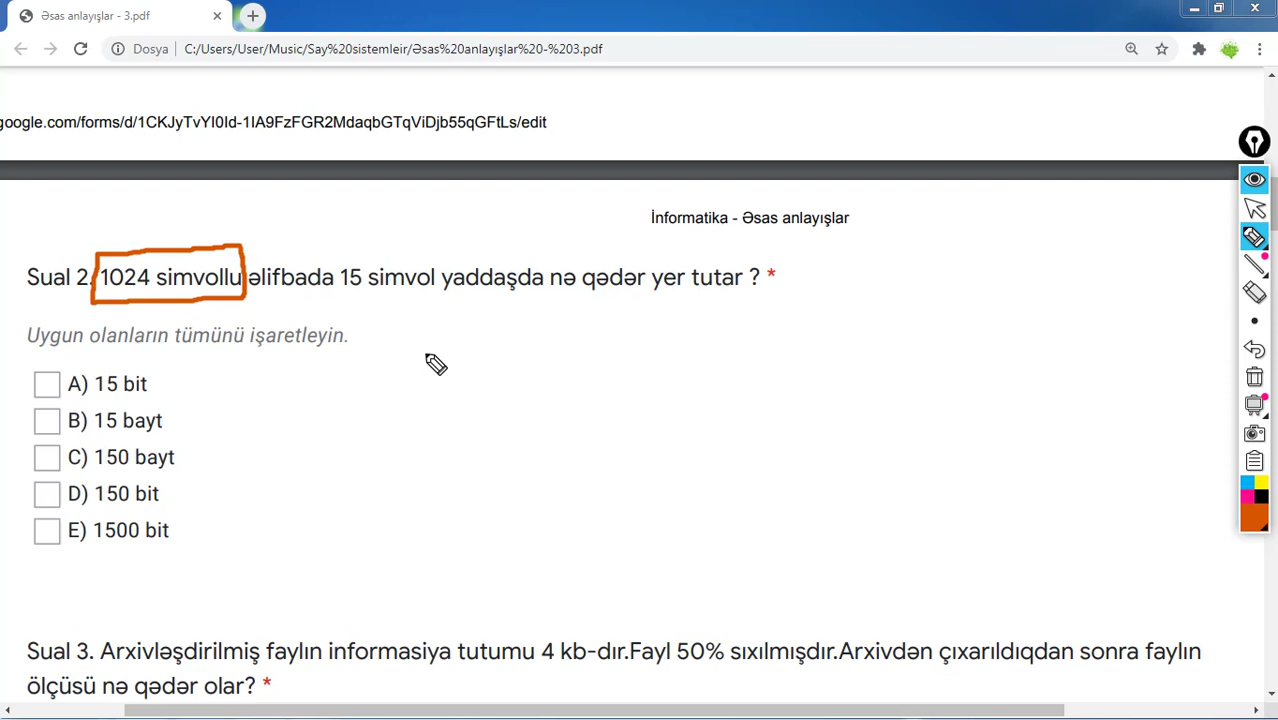 Əsas anlayışlar - 3.pdf
Dosya
C:/Users/User/Music/Say%20sistemleir/Əsas%20anlayışlar%20-%203.pdf
google.com/forms/d/1CKJyTvYI0Id-1IA9FzFGR2MdaqbGTqViDjb55qGFtLs/edit
İnformatika - Əsas anlayışlar
Sual 2. 1024 simvollu əlifbada 15 simvol yaddaşda nə qədər yer tutar ? *
Uygun olanların tümünü işaretleyin.
A) 15 bit
B) 15 bayt
C) 150 bayt
D) 150 bit
E) 1500 bit
Sual 3. Arxivləşdirilmiş faylın informasiya tutumu 4 kb-dır.Fayl 50% sıxılmışdır.Arxivdən çıxarıldıqdan sonra faylın
ölçüsü nə qədər olar? *